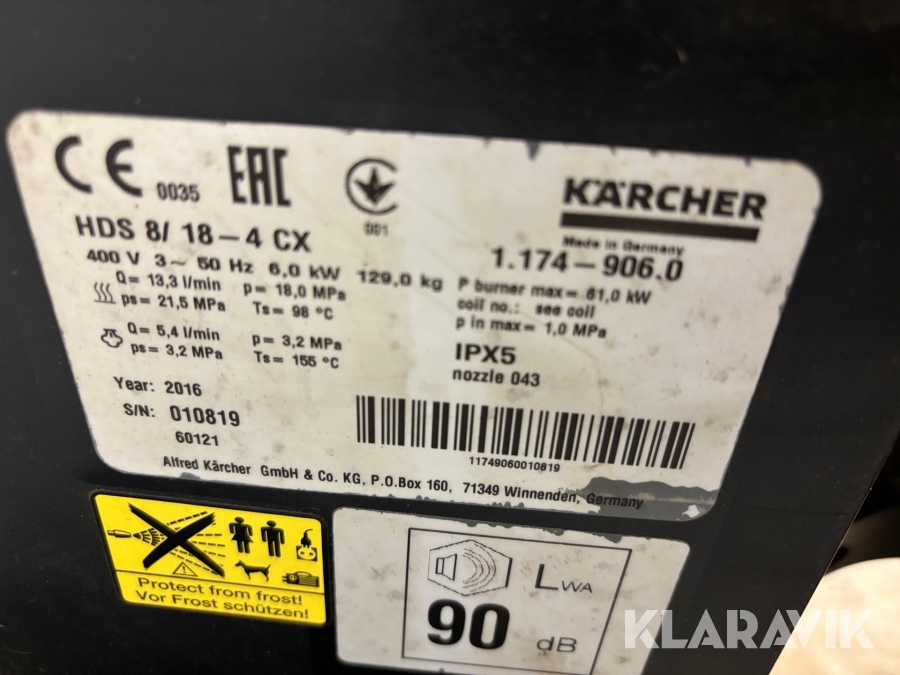 CE 0035
EAC
001
KÄRCHER
Made in Germany
HDS 8/ 18-4 CX
1.174-906.0
400 V 3~ 50 Hz 6,0 kW 129,0 kg
Q= 13,3 l/min p= 18,0 MPa
ps= 21,5 MPa Ts= 98 °C
Q= 5,4 l/min p= 3,2 MPa
ps= 3,2 MPa Ts= 155 °C
P burner max= 61,0 kW
coil no.: see coil
p in max= 1,0 MPa
IPX5
nozzle 043
Year: 2016
S/N: 010819
60121
11749060010819
Alfred Kärcher GmbH & Co. KG, P.O.Box 160, 71349 Winnenden, Germany
Protect from frost!
Vor Frost schützen!
LWA
90 dB
KLARAVIK